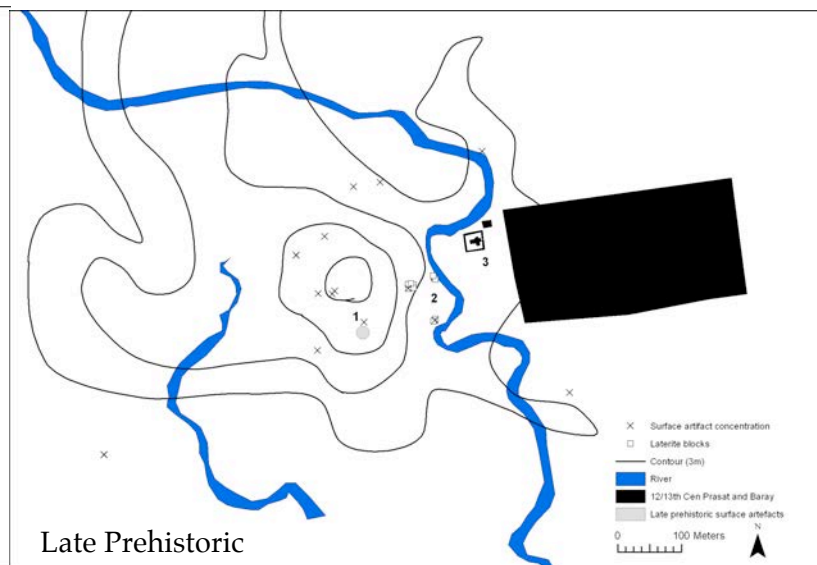 3
2
1
Surface artifact concentration
Laterite blocks
Contour (3m)
River
12/13th Cen Prasat and Baray
Late prehistoric surface artefacts
N
0 100 Meters
Late Prehistoric